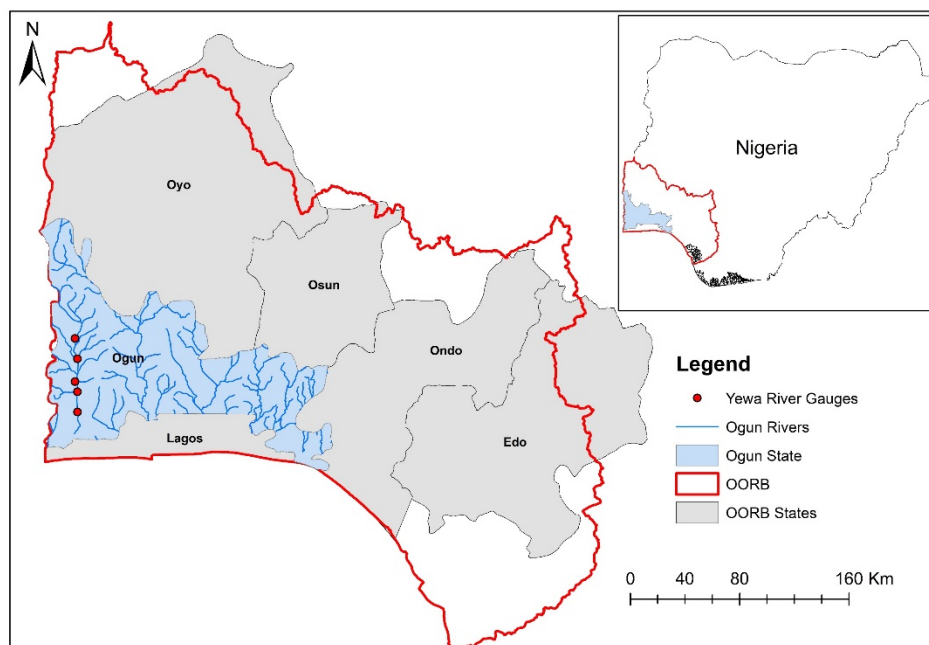 N
Oyo
Osun
Ogun
Ondo
Lagos
Edo
Nigeria
Legend
Yewa River Gauges
Ogun Rivers
Ogun State
OORB
OORB States
0 40 80 160 Km